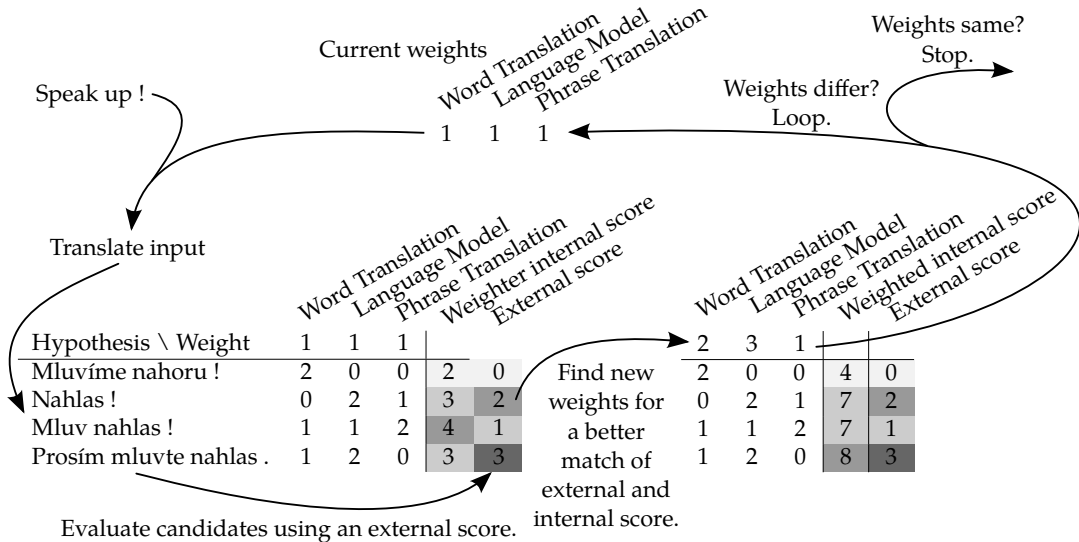 Weights same?
Stop.
Current weights
Word Translation
Language Model
Phrase Translation
Speak up !
Weights differ?
Loop.
1 1 1
Translate input
Word Translation
Language Model
Phrase Translation
Weighter internal score
External score
Word Translation
Language Model
Phrase Translation
Weighted internal score
External score
Hypothesis \ Weight 1 1 1
2 3 1
Mluvíme nahoru ! 2 0 0 2 0
Nahlas ! 0 2 1 3 2
Mluv nahlas ! 1 1 2 4 1
Prosím mluvte nahlas . 1 2 0 3 3
Find new
weights for
a better
match of
external and
internal score.
2 0 0 4 0
0 2 1 7 2
1 1 2 7 1
1 2 0 8 3
Evaluate candidates using an external score.